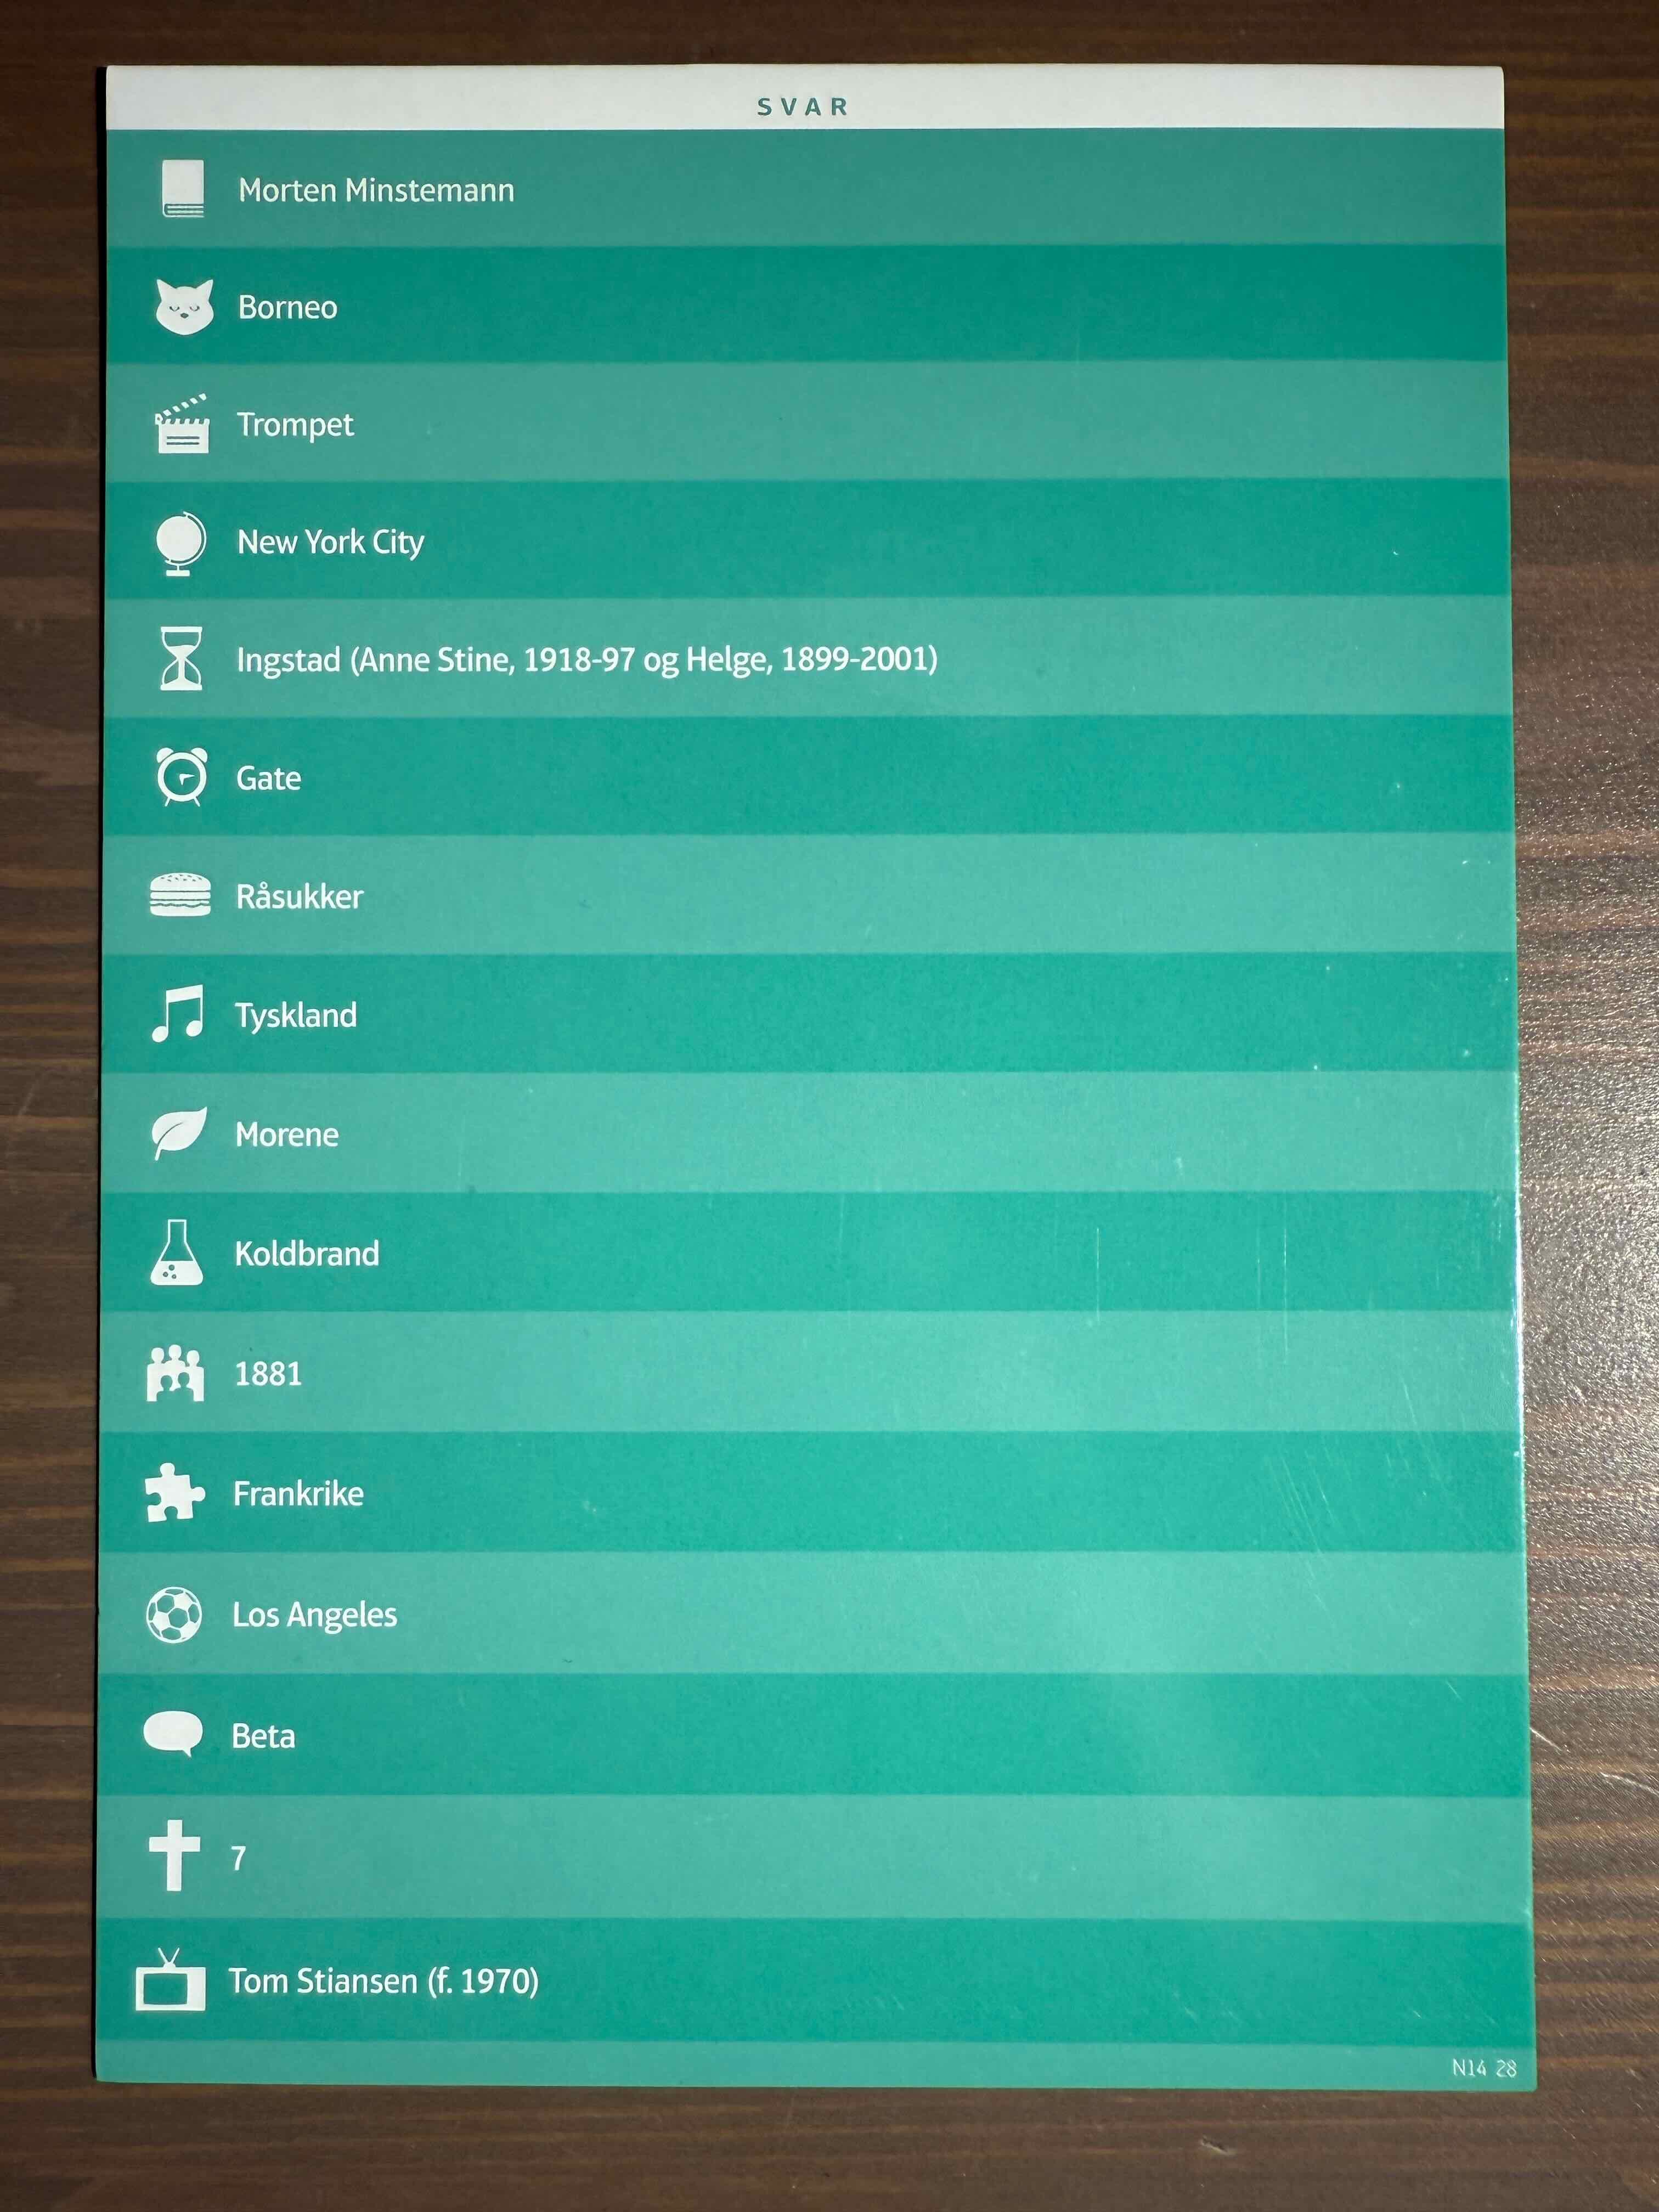 SVAR
Morten Minstemann
Borneo
Trompet
New York City
Ingstad (Anne Stine, 1918-97 og Helge, 1899-2001)
Gate
Råsukker
Tyskland
Morene
Koldbrand
1881
Frankrike
Los Angeles
Beta
7
Tom Stiansen (f. 1970)
N14 28